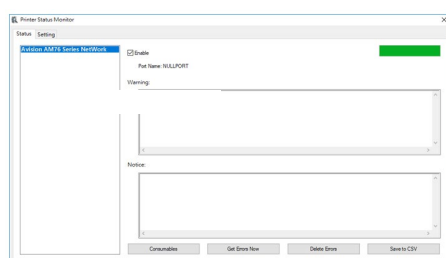 Printer Status Monitor
Status Setting
Avision AM76 Series NetWork
Enable
Port Name: NULLPORT
Warning:
Notice:
Consumables Get Errors Now Delete Errors Save to CSV